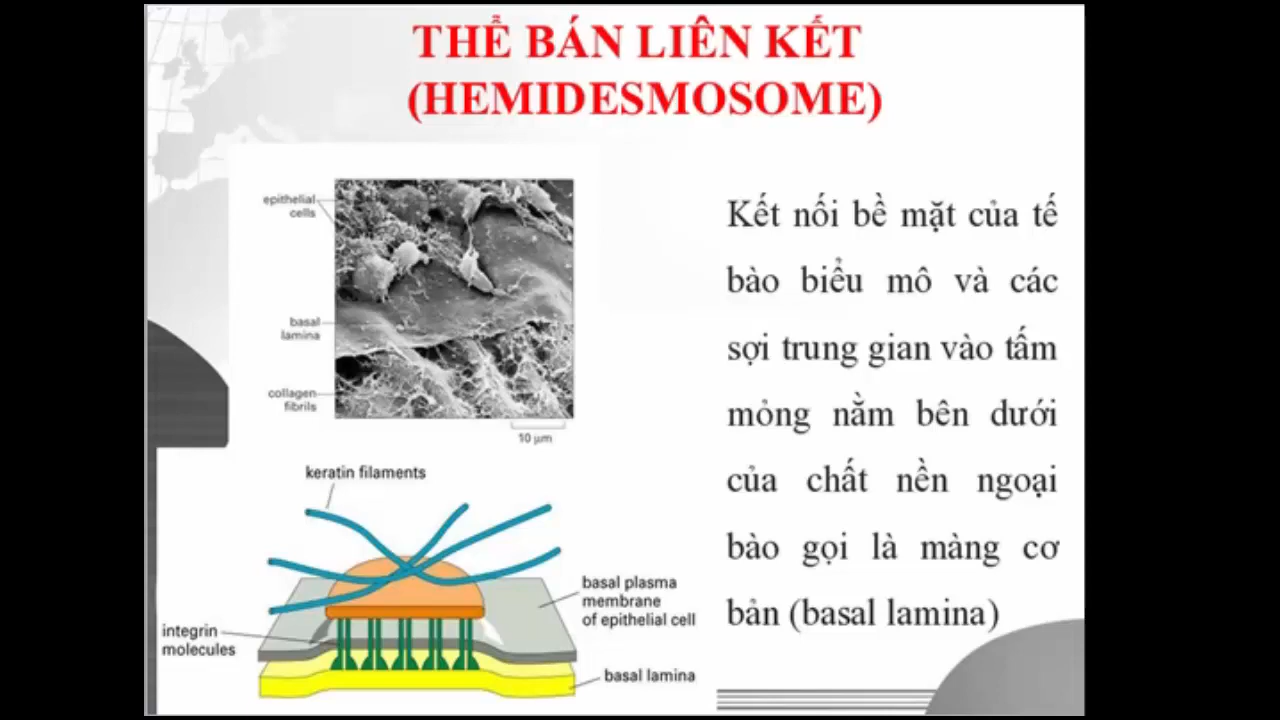 THỂ BÁN LIÊN KẾT
(HEMIDESMOSOME)
epithelial
cells
basal
lamina
collagen
fibrils
10 µm
keratin filaments
basal plasma
membrane
of epithelial cell
integrin
molecules
basal lamina
Kết nối bề mặt của tế
bào biểu mô và các
sợi trung gian vào tấm
mỏng nằm bên dưới
của chất nền ngoại
bào gọi là màng cơ
bản (basal lamina)